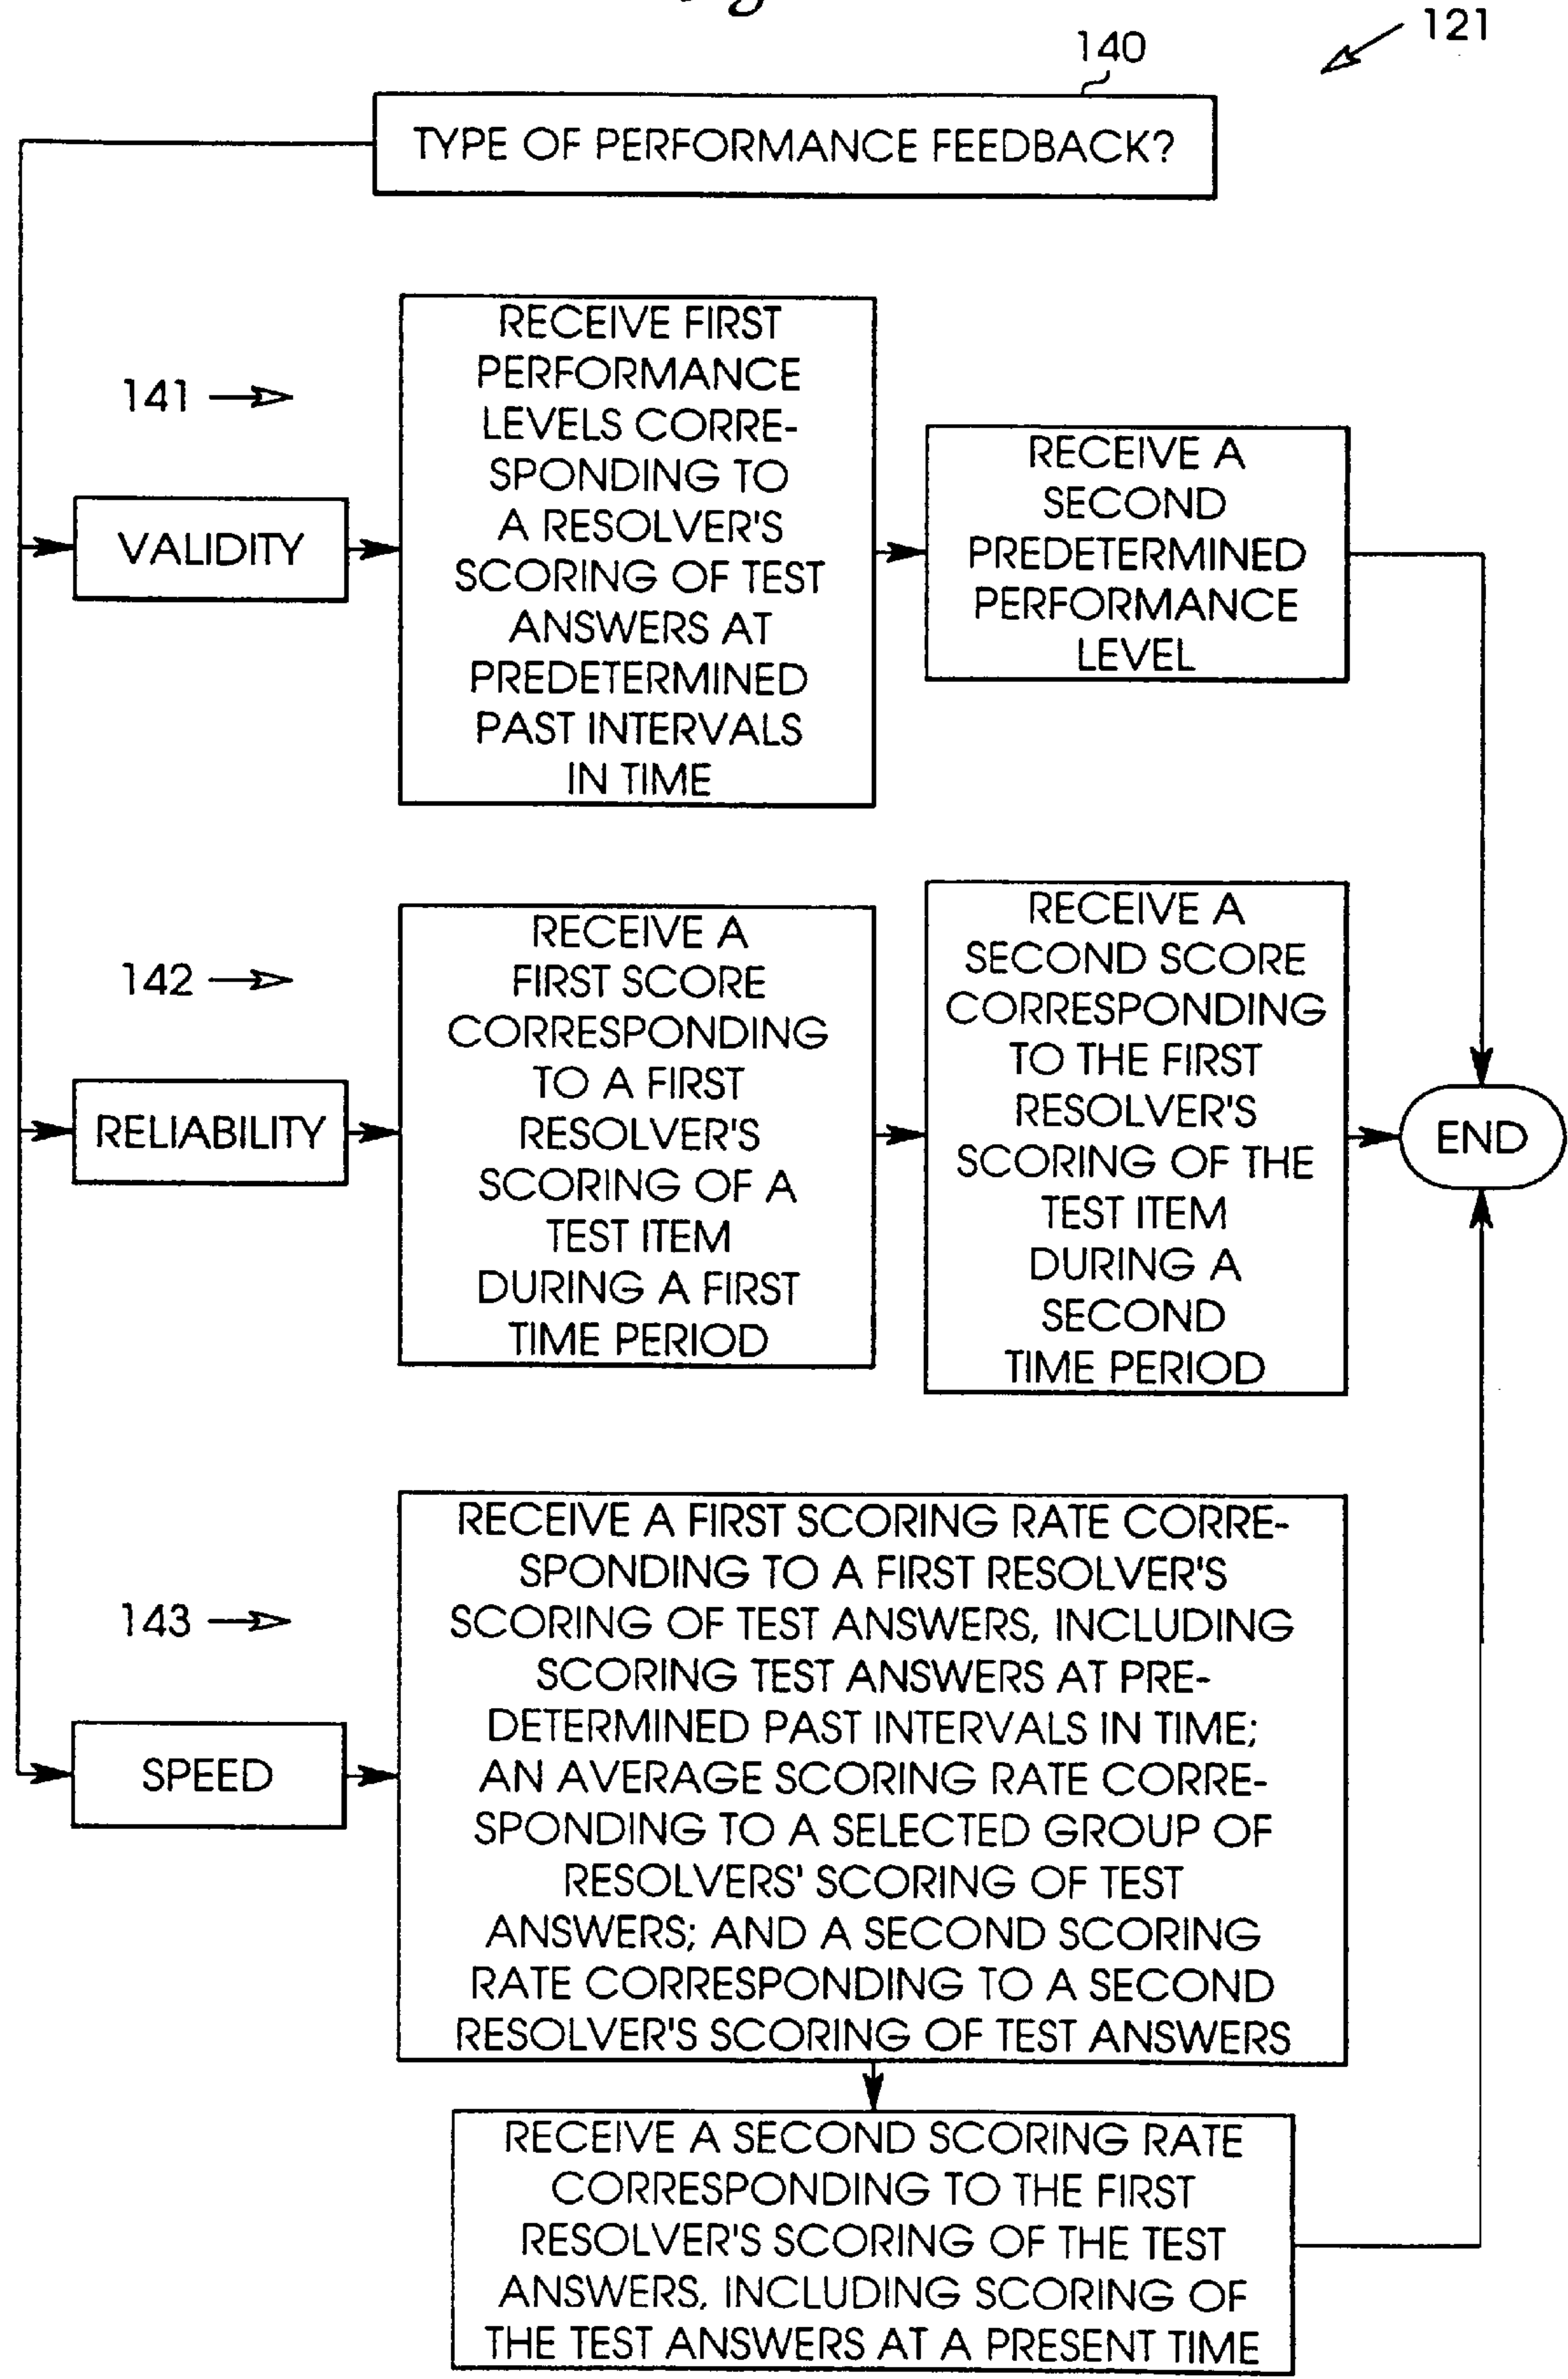 121
140
TYPE OF PERFORMANCE FEEDBACK?
141
VALIDITY
RECEIVE FIRST
PERFORMANCE
LEVELS CORRE-
SPONDING TO
A RESOLVER'S
SCORING OF TEST
ANSWERS AT
PREDETERMINED
PAST INTERVALS
IN TIME
RECEIVE A
SECOND
PREDETERMINED
PERFORMANCE
LEVEL
142
RELIABILITY
RECEIVE A
FIRST SCORE
CORRESPONDING
TO A FIRST
RESOLVER'S
SCORING OF A
TEST ITEM
DURING A FIRST
TIME PERIOD
RECEIVE A
SECOND SCORE
CORRESPONDING
TO THE FIRST
RESOLVER'S
SCORING OF THE
TEST ITEM
DURING A
SECOND
TIME PERIOD
END
143
SPEED
RECEIVE A FIRST SCORING RATE CORRE-
SPONDING TO A FIRST RESOLVER'S
SCORING OF TEST ANSWERS, INCLUDING
SCORING TEST ANSWERS AT PRE-
DETERMINED PAST INTERVALS IN TIME;
AN AVERAGE SCORING RATE CORRE-
SPONDING TO A SELECTED GROUP OF
RESOLVERS' SCORING OF TEST
ANSWERS; AND A SECOND SCORING
RATE CORRESPONDING TO A SECOND
RESOLVER'S SCORING OF TEST ANSWERS
RECEIVE A SECOND SCORING RATE
CORRESPONDING TO THE FIRST
RESOLVER'S SCORING OF THE TEST
ANSWERS, INCLUDING SCORING OF
THE TEST ANSWERS AT A PRESENT TIME